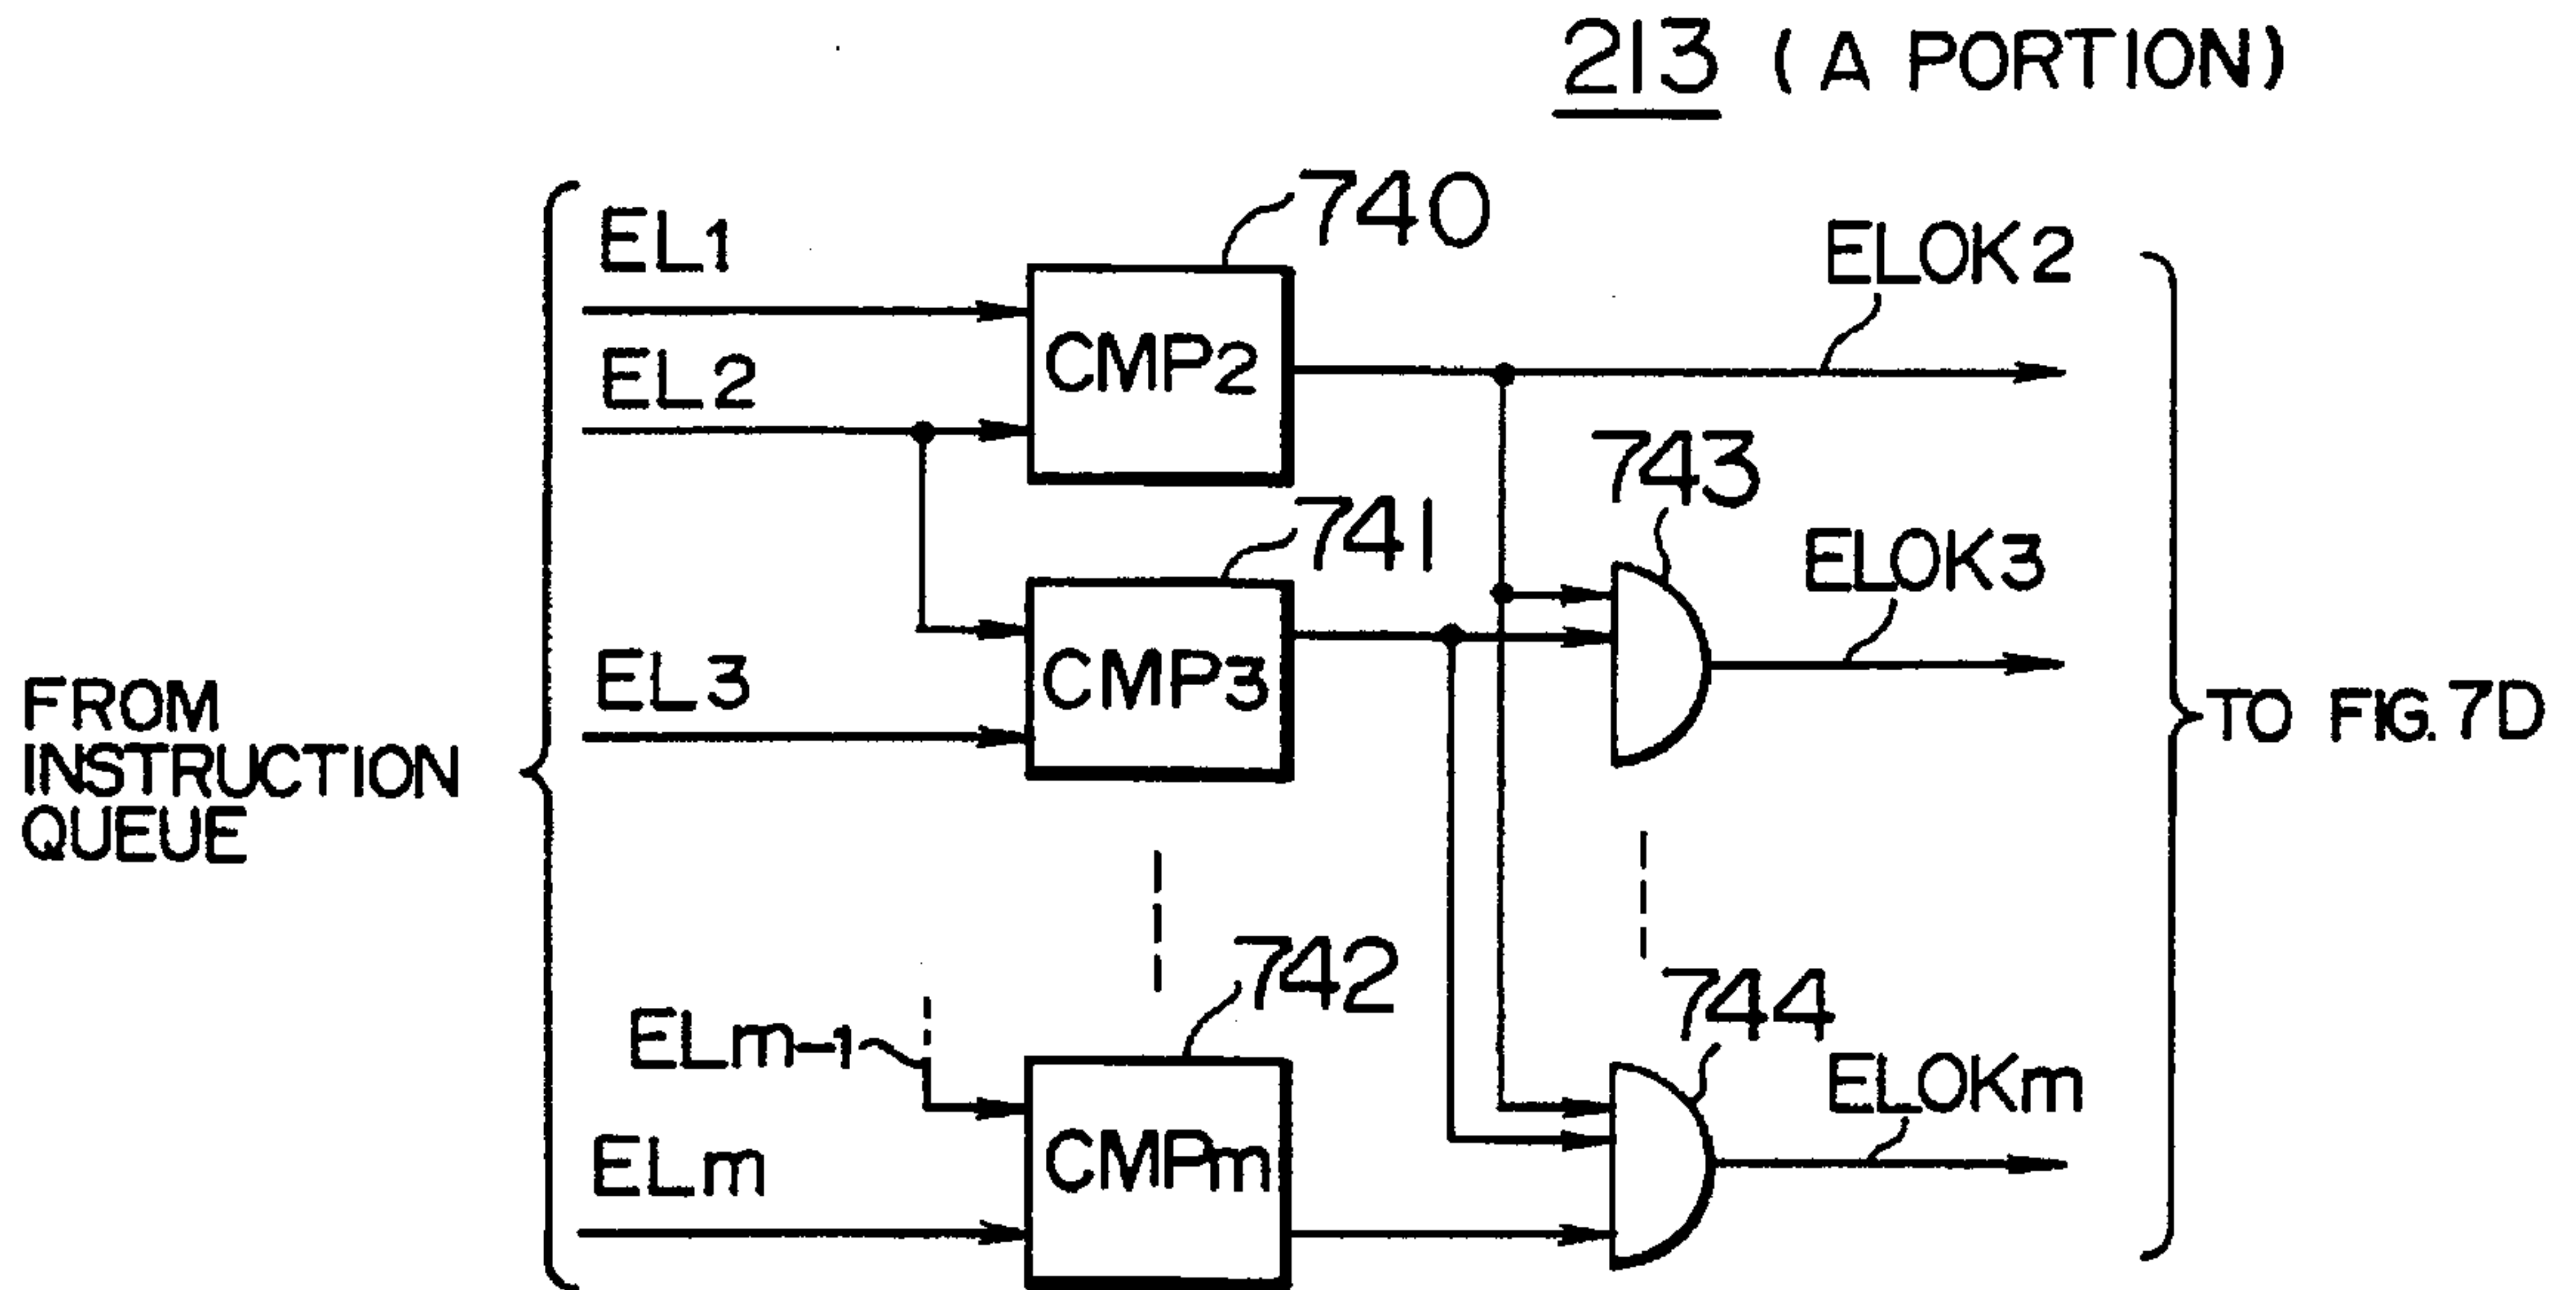 213 (A PORTION)
EL1
740
ELOK2
EL2
CMP2
743
741
ELOK3
EL3
CMP3
FROM
INSTRUCTION
QUEUE
TO FIG. 7D
742
744
ELm-1
ELOKm
ELm
CMPm